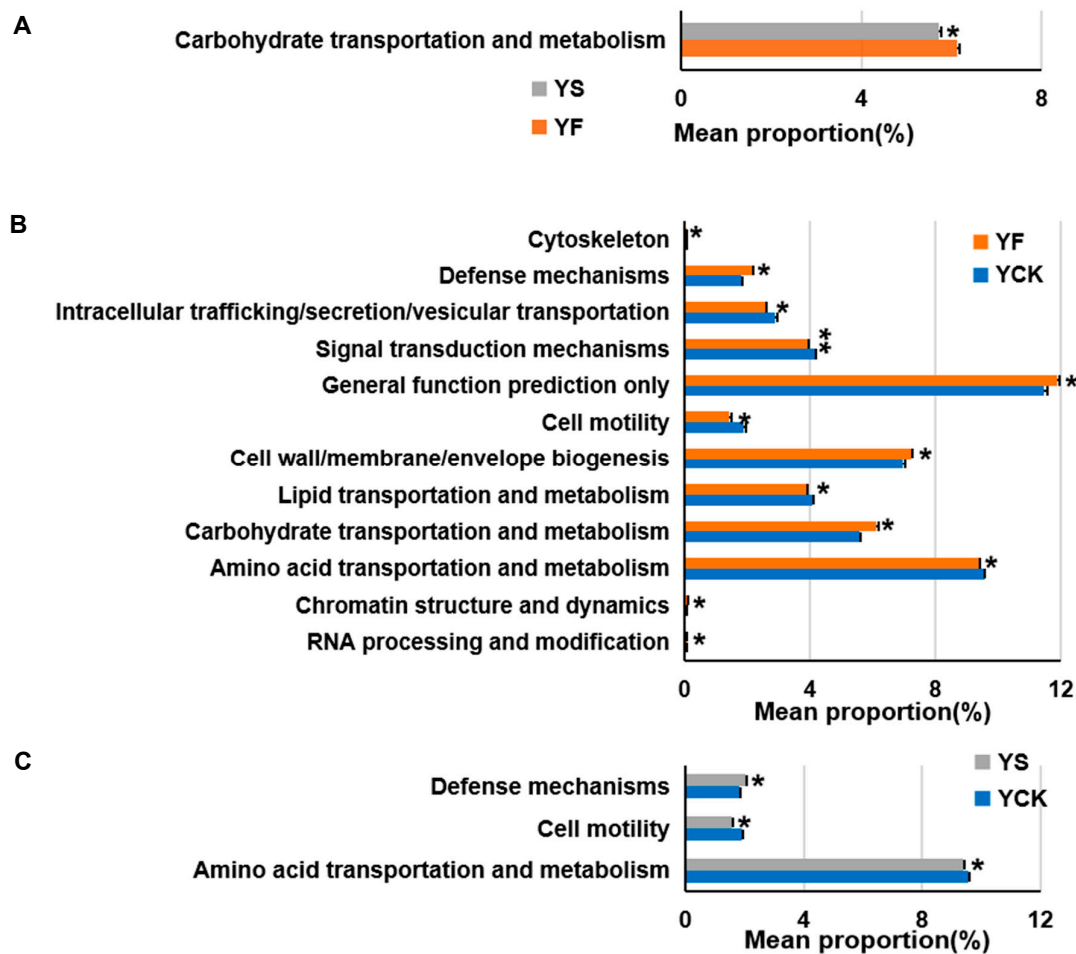 A
Carbohydrate transportation and metabolism
*
YS
YF
0 4 8
Mean proportion(%)
B
Cytoskeleton
*
YF
Defense mechanisms
*
YCK
Intracellular trafficking/secretion/vesicular transportation
*
Signal transduction mechanisms
**
General function prediction only
*
Cell motility
*
Cell wall/membrane/envelope biogenesis
*
Lipid transportation and metabolism
*
Carbohydrate transportation and metabolism
*
Amino acid transportation and metabolism
*
Chromatin structure and dynamics
*
RNA processing and modification
*
0 4 8 12
Mean proportion(%)
C
YS
Defense mechanisms
*
YCK
Cell motility
*
Amino acid transportation and metabolism
*
0 4 8 12
Mean proportion(%)